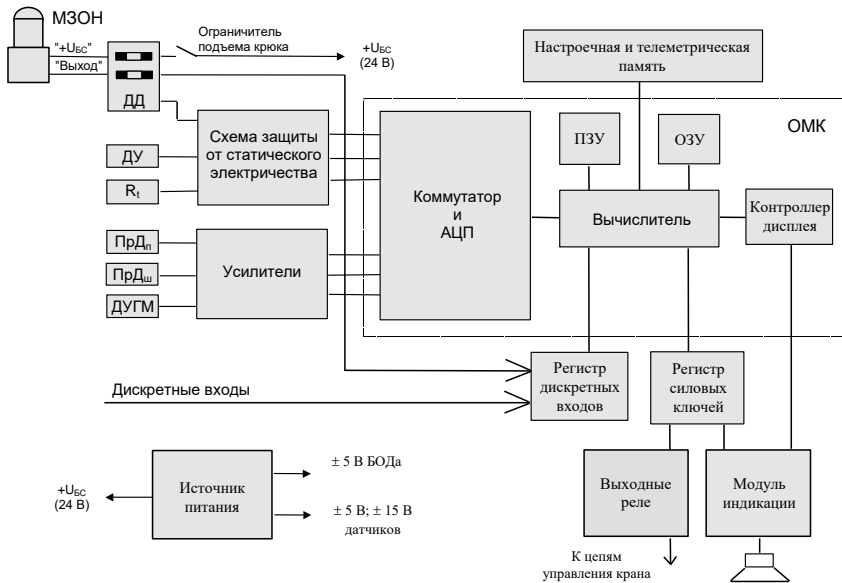 МЗОН
Ограничитель
подъема крюка
"+UБС"
"Выход"
+UБС
(24 В)
Настроечная и телеметрическая
память
ДД
ОМК
Схема защиты
от статического
электричества
ДУ
Rt
Коммутатор
и
АЦП
ПЗУ
ОЗУ
Вычислитель
Контроллер
дисплея
ПрДп
ПрДш
ДУГМ
Усилители
Дискретные входы
Регистр
дискретных
входов
Регистр
силовых
ключей
+UБС
(24 В)
Источник
питания
± 5 В БОДа
± 5 В; ± 15 В
датчиков
Выходные
реле
Модуль
индикации
К цепям
управления крана